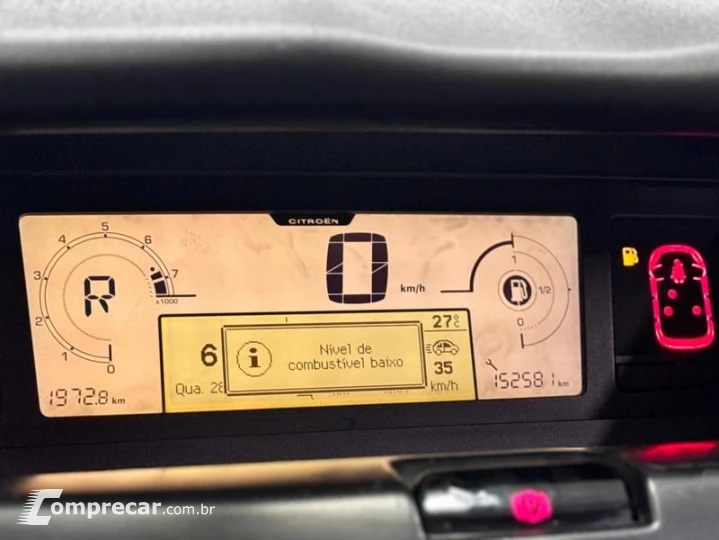 CITROËN
4
5
6
3
7
2
x1000
1
0
R
0
km/h
1
1/2
0
27°C
6
i
Nível de
combustível baixo
35
Qua. 28
km/h
1972.8 km
152581 km
Comprecar.com.br